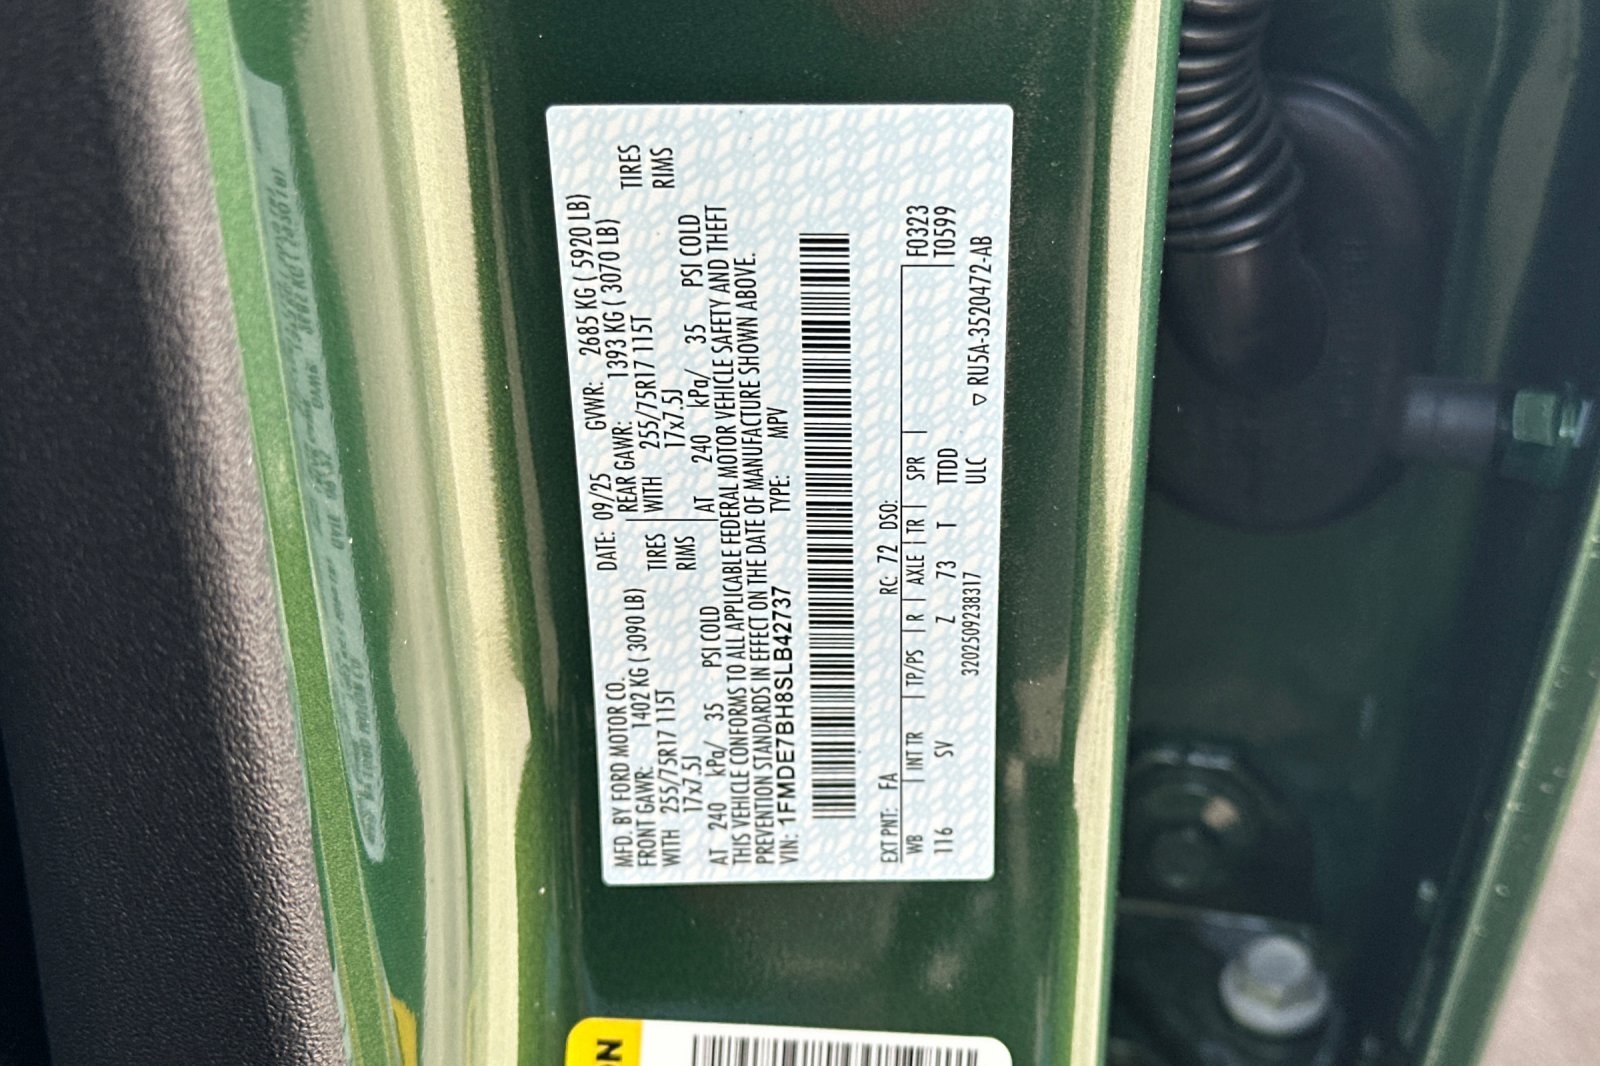 MFD. BY FORD MOTOR CO.
DATE: 09/25 GVWR: 2685 KG ( 5920 LB)
FRONT GAWR: 1402 KG ( 3090 LB)
REAR GAWR: 1393 KG ( 3070 LB)
WITH 255/75R17 115T TIRES
WITH 255/75R17 115T TIRES
17x7.5J RIMS
17x7.5J RIMS
AT 240 kPa/ 35 PSI COLD
AT 240 kPa/ 35 PSI COLD
THIS VEHICLE CONFORMS TO ALL APPLICABLE FEDERAL MOTOR VEHICLE SAFETY AND THEFT
PREVENTION STANDARDS IN EFFECT ON THE DATE OF MANUFACTURE SHOWN ABOVE.
VIN: 1FMDE7BH8SLB42737 TYPE: MPV
EXT PNT: FA RC: 72 DSO:
WB INT TR TP/PS R AXLE TR SPR F0323
116 SV Z 73 T TTDD T0599
3202509238317 ULC ▽ RU5A-3520472-AB